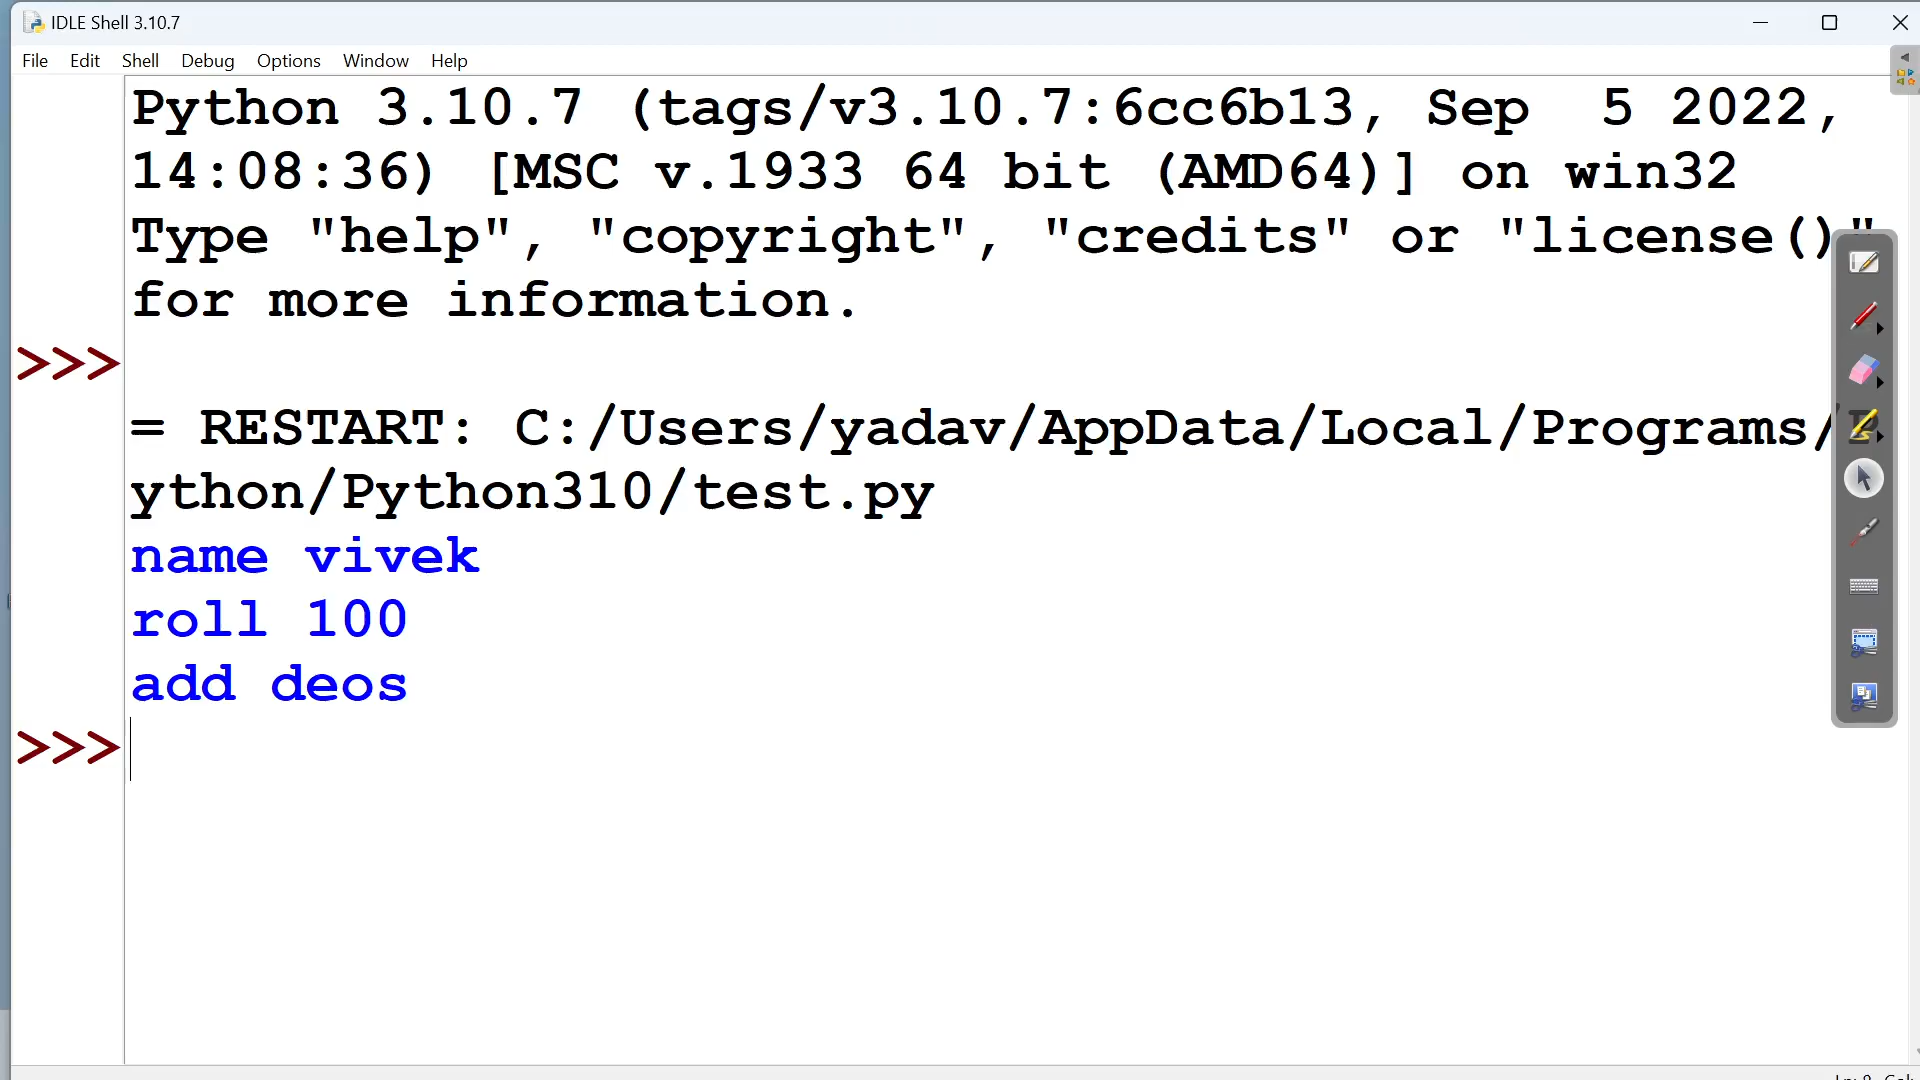 IDLE Shell 3.10.7
File Edit Shell Debug Options Window Help
Python 3.10.7 (tags/v3.10.7:6cc6b13, Sep  5 2022,
14:08:36) [MSC v.1933 64 bit (AMD64)] on win32
Type "help", "copyright", "credits" or "license()"
for more information.
>>>
= RESTART: C:/Users/yadav/AppData/Local/Programs/P
ython/Python310/test.py
name vivek
roll 100
add deos
>>>